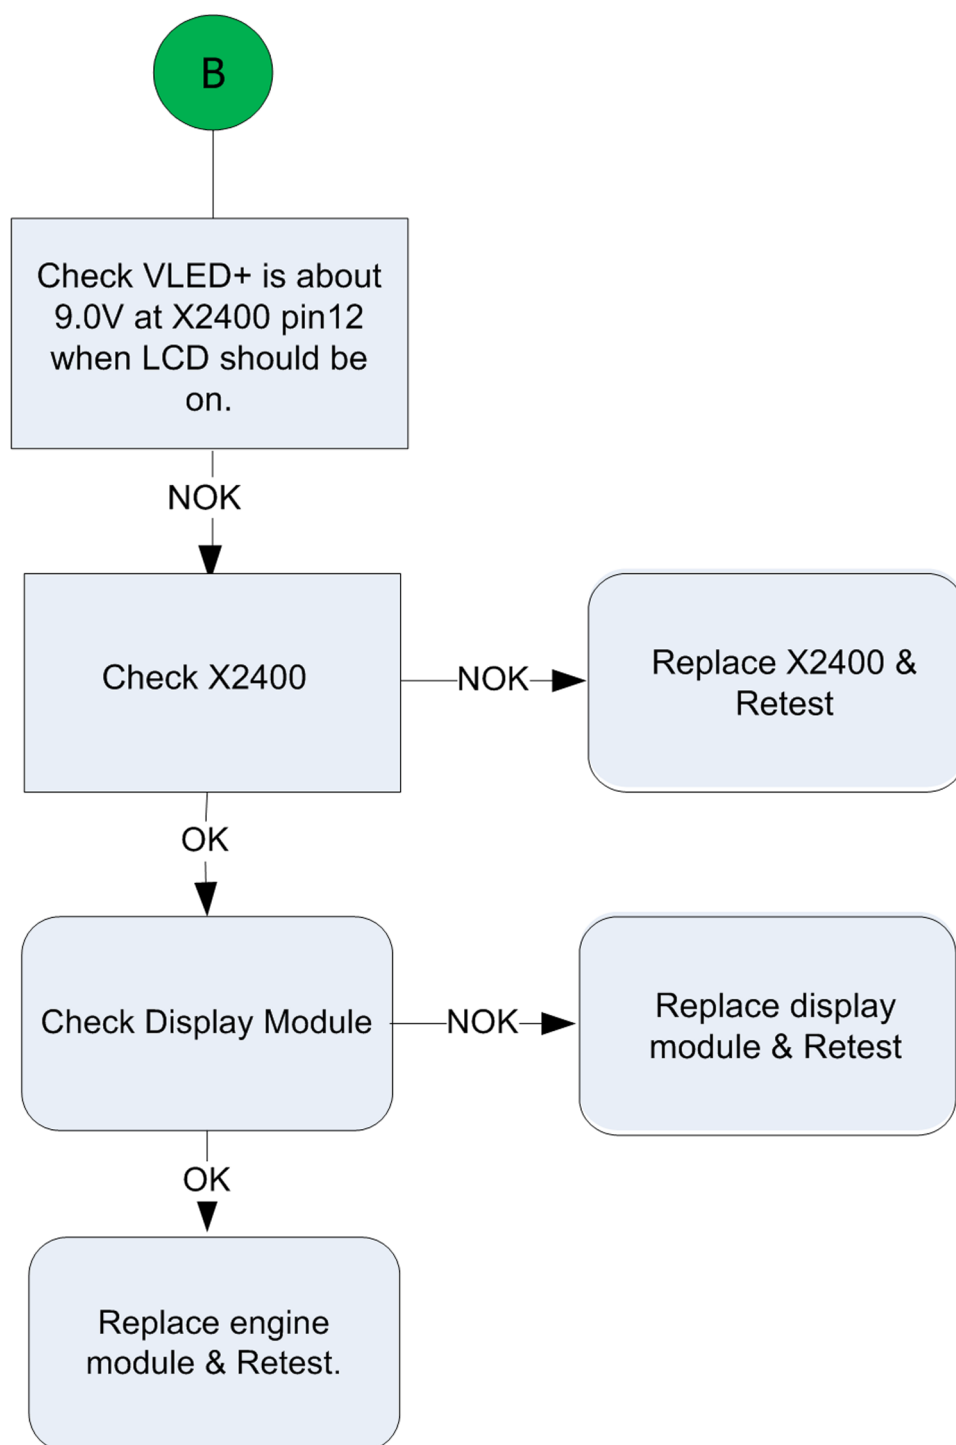 B
Check VLED+ is about
9.0V at X2400 pin12
when LCD should be
on.
NOK
Check X2400
NOK
Replace X2400 &
Retest
OK
Check Display Module
NOK
Replace display
module & Retest
OK
Replace engine
module & Retest.